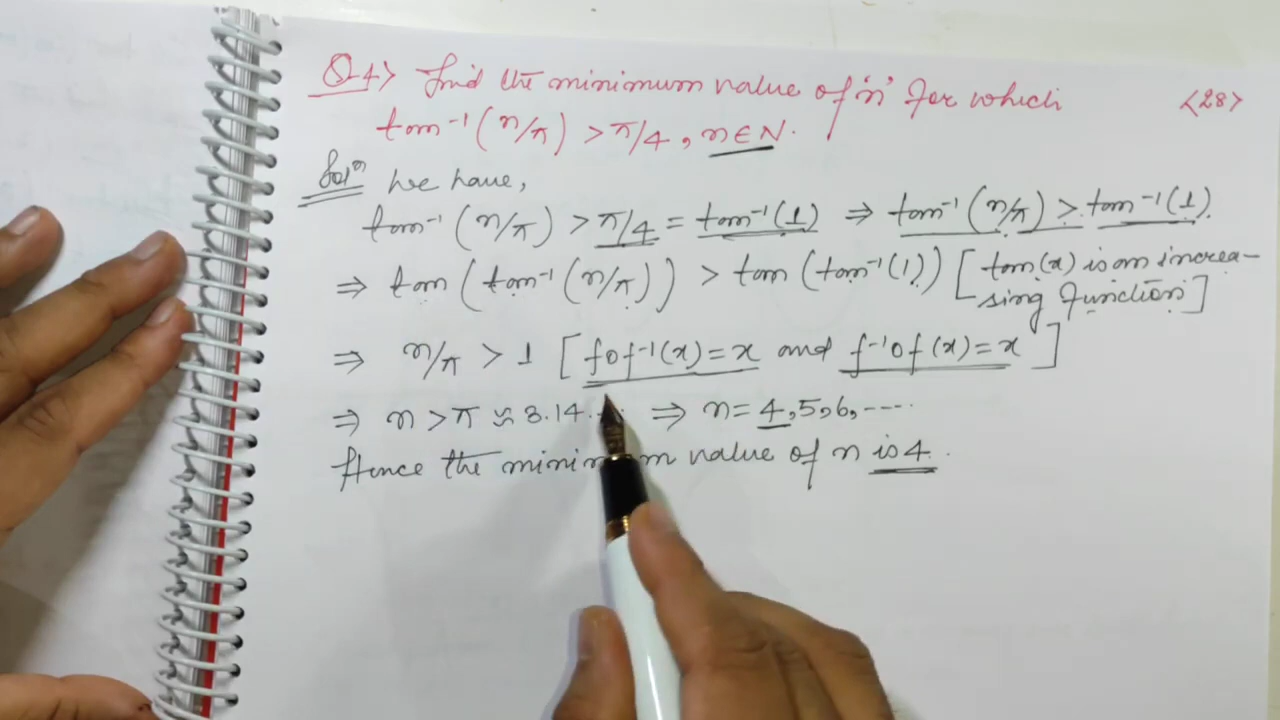 Q-4> find the minimum value of 'n' for which <28>
tan⁻¹(n/π) > π/4, n∈N.
Solⁿ We have,
tan⁻¹(n/π) > π/4 = tan⁻¹(1) ⇒ tan⁻¹(n/π) > tan⁻¹(1).
⇒ tan(tan⁻¹(n/π)) > tan(tan⁻¹(1)) [tan(x) is an increa-
sing function]
⇒ n/π > 1 [fof⁻¹(x)=x and f⁻¹of(x)=x]
⇒ n > π ≈ 3.14... ⇒ n = 4,5,6,----
Hence the minimum value of n is 4.